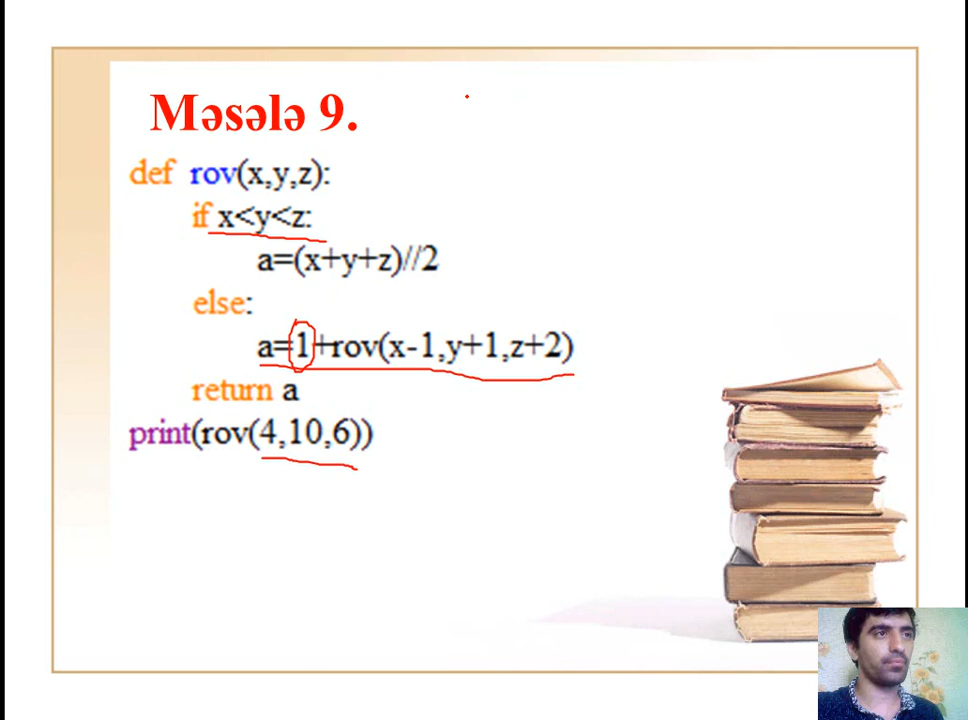 Məsələ 9.
def rov(x,y,z):
if x<y<z:
a=(x+y+z)//2
else:
a=1+rov(x-1,y+1,z+2)
return a
print(rov(4,10,6))